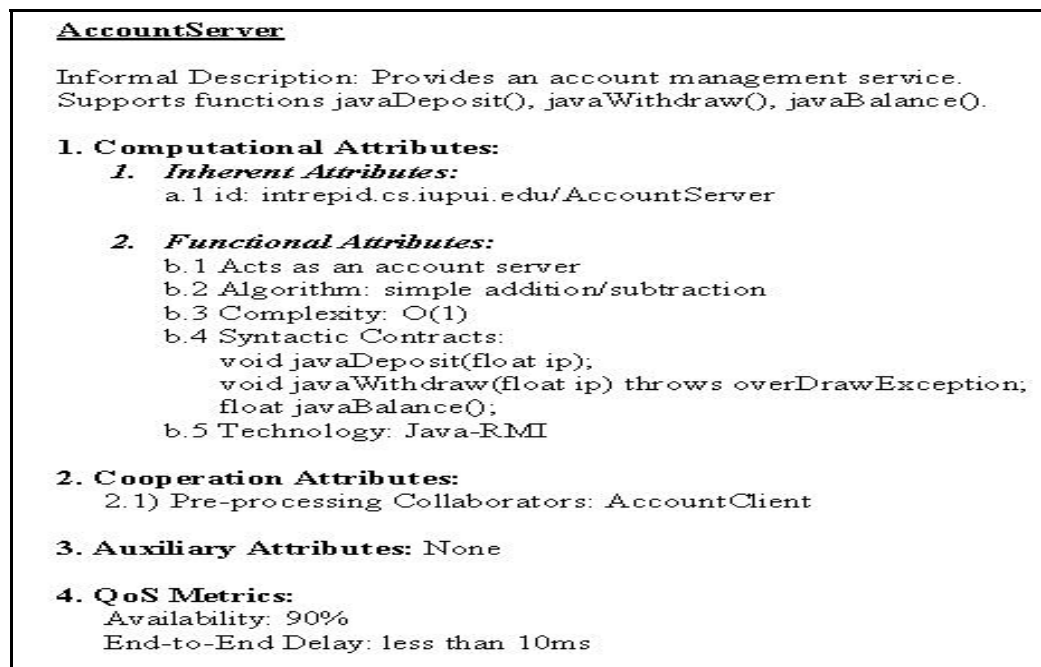 AccountServer
Informal Description: Provides an account management service.
Supports functions javaDeposit(), javaWithdraw(), javaBalance().
1. Computational Attributes:
1. Inherent Attributes:
a.1 id: intrepid.cs.iupui.edu/AccountServer
2. Functional Attributes:
b.1 Acts as an account server
b.2 Algorithm: simple addition/subtraction
b.3 Complexity: O(1)
b.4 Syntactic Contracts:
void javaDeposit(float ip);
void javaWithdraw(float ip) throws overDrawException;
float javaBalance();
b.5 Technology: Java-RMI
2. Cooperation Attributes:
2.1) Pre-processing Collaborators: AccountClient
3. Auxiliary Attributes: None
4. QoS Metrics:
Availability: 90%
End-to-End Delay: less than 10ms